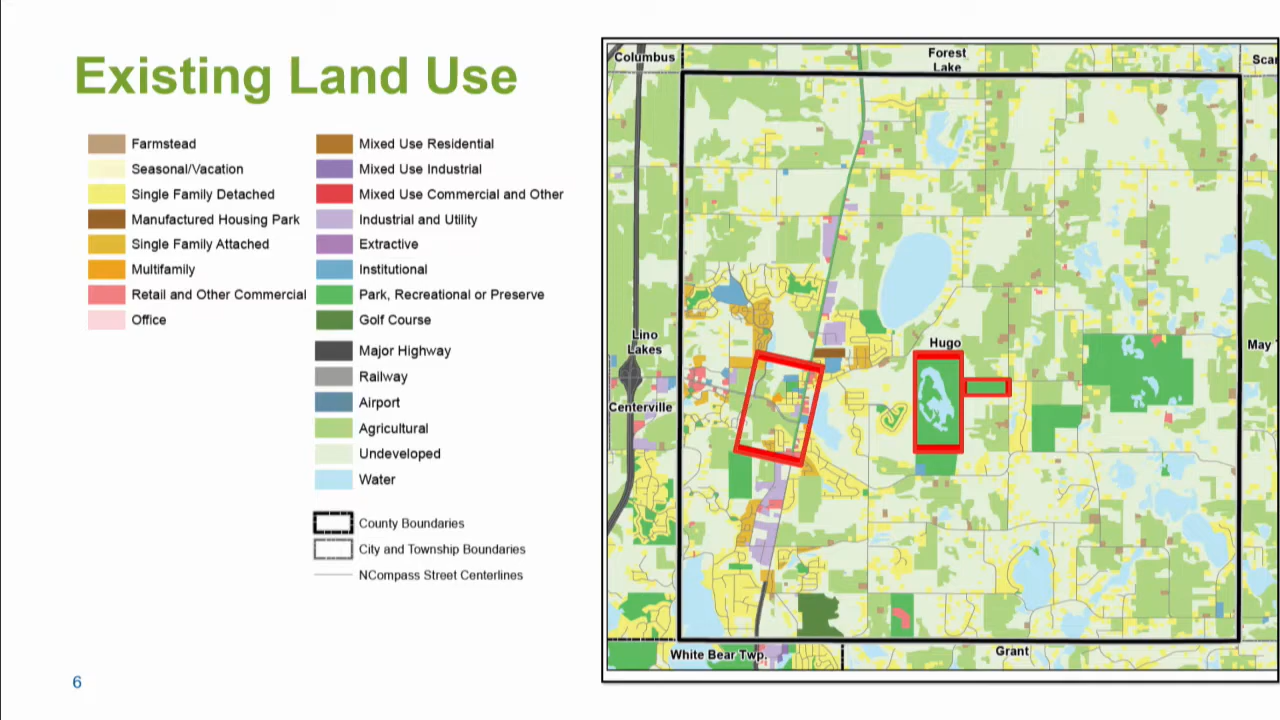 Existing Land Use
Farmstead
Seasonal/Vacation
Single Family Detached
Manufactured Housing Park
Single Family Attached
Multifamily
Retail and Other Commercial
Office
Mixed Use Residential
Mixed Use Industrial
Mixed Use Commercial and Other
Industrial and Utility
Extractive
Institutional
Park, Recreational or Preserve
Golf Course
Major Highway
Railway
Airport
Agricultural
Undeveloped
Water
County Boundaries
City and Township Boundaries
NCompass Street Centerlines
Columbus
Forest
Lake
Scan
Lino
Lakes
Hugo
May
Centerville
White Bear Twp.
Grant
6